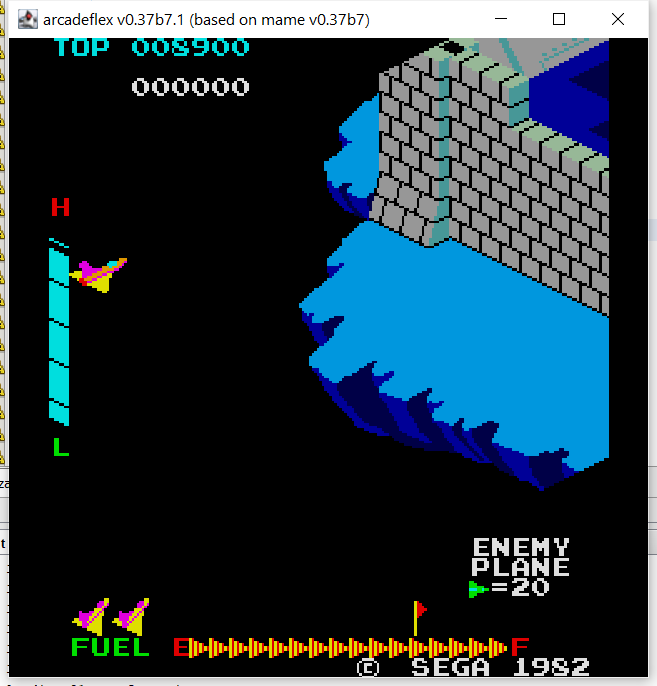 arcadeflex v0.37b7.1 (based on mame v0.37b7)
TOP 008900
000000
H
L
ENEMY
PLANE
=20
FUEL E F
© SEGA 1982